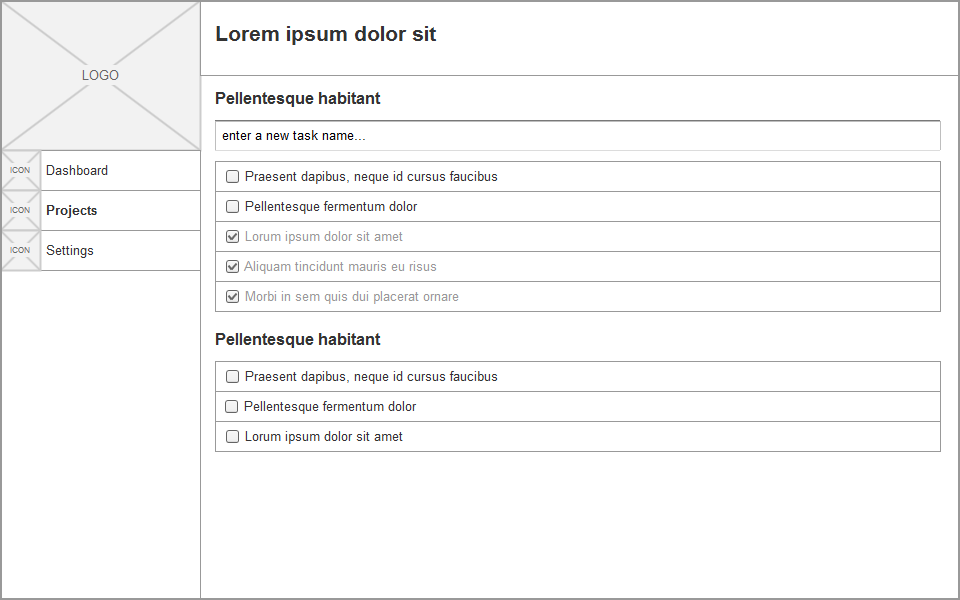 LOGO
Lorem ipsum dolor sit
ICON Dashboard
ICON Projects
ICON Settings
Pellentesque habitant
enter a new task name...
Praesent dapibus, neque id cursus faucibus
Pellentesque fermentum dolor
Lorum ipsum dolor sit amet
Aliquam tincidunt mauris eu risus
Morbi in sem quis dui placerat ornare
Pellentesque habitant
Praesent dapibus, neque id cursus faucibus
Pellentesque fermentum dolor
Lorum ipsum dolor sit amet